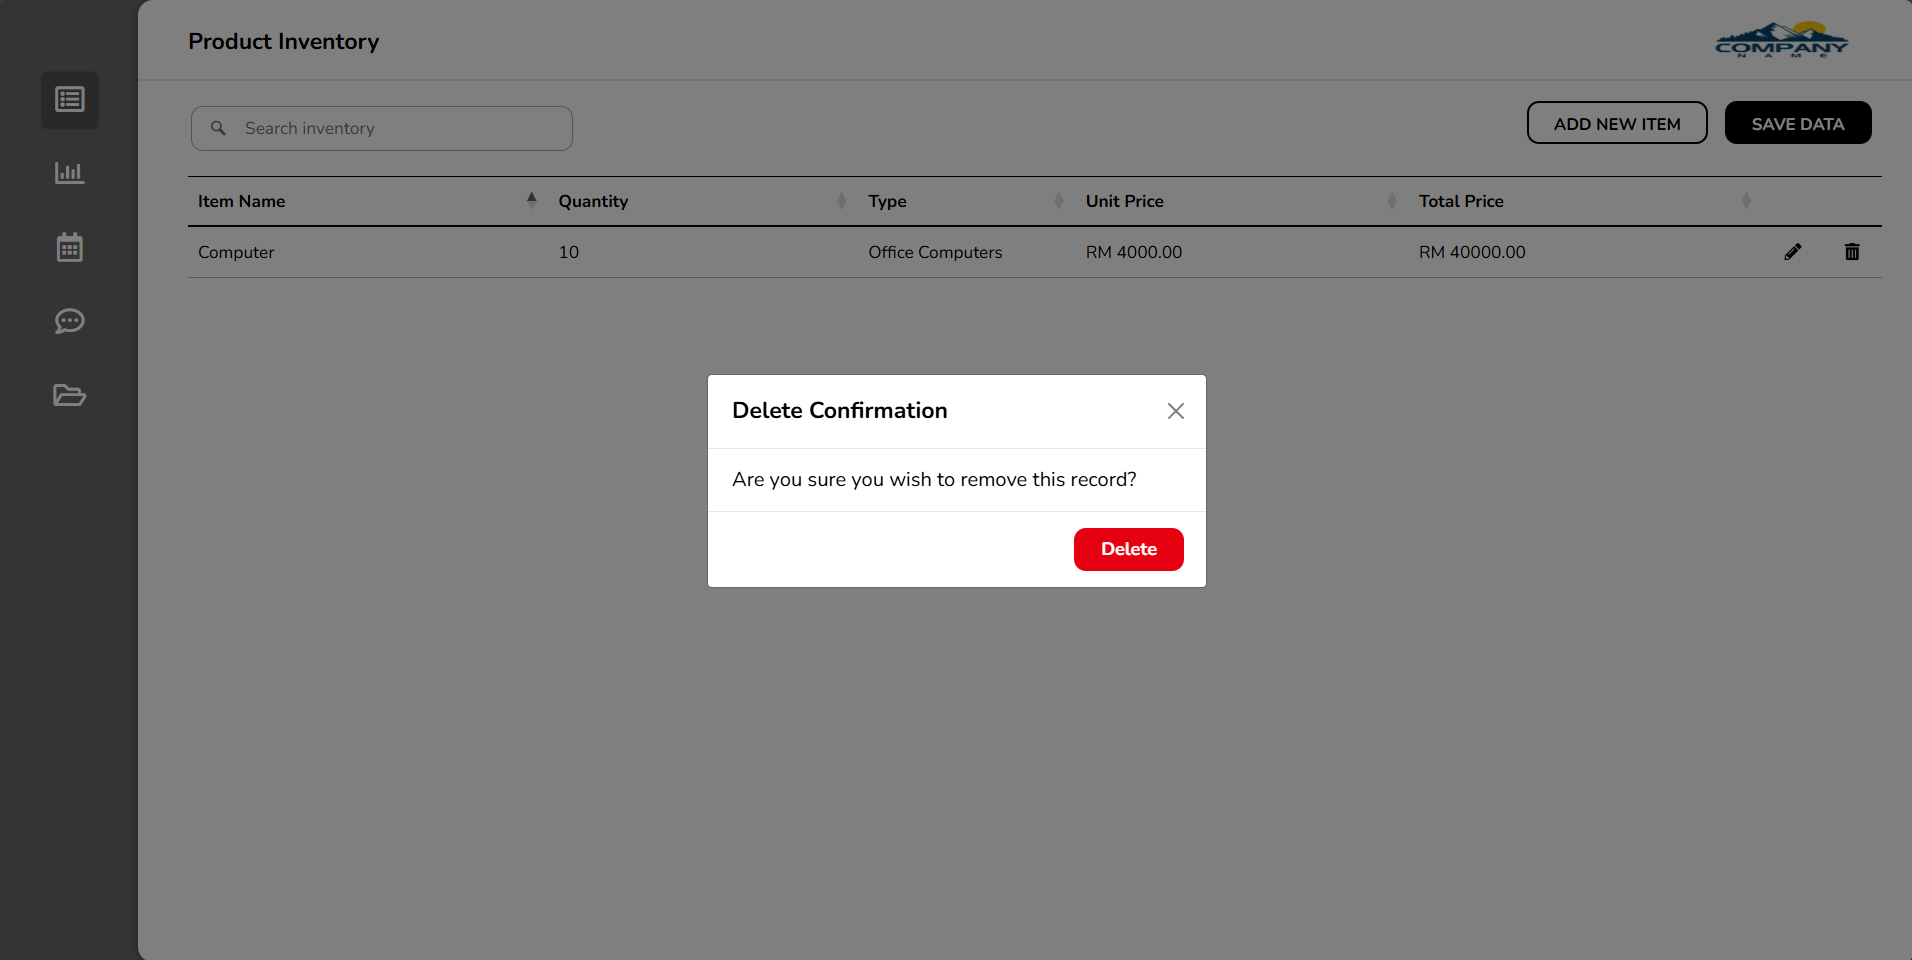 Product Inventory
COMPANY
NAME
Search inventory
ADD NEW ITEM
SAVE DATA
Item Name Quantity Type Unit Price Total Price
Computer 10 Office Computers RM 4000.00 RM 40000.00
Delete Confirmation
Are you sure you wish to remove this record?
Delete